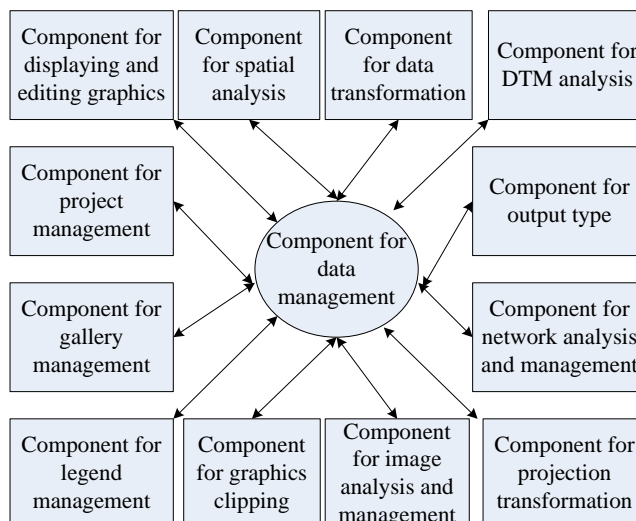 Component for
displaying and
editing graphics
Component
for spatial
analysis
Component
for data
transformation
Component for
DTM analysis
Component for
project
management
Component for
output type
Component for
data
management
Component for
gallery
management
Component for
network analysis
and management
Component for
legend
management
Component
for graphics
clipping
Component
for image
analysis and
management
Component for
projection
transformation